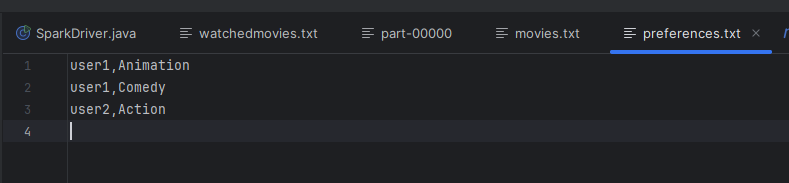 SparkDriver.java watchedmovies.txt part-00000 movies.txt preferences.txt
1 user1,Animation
2 user1,Comedy
3 user2,Action
4